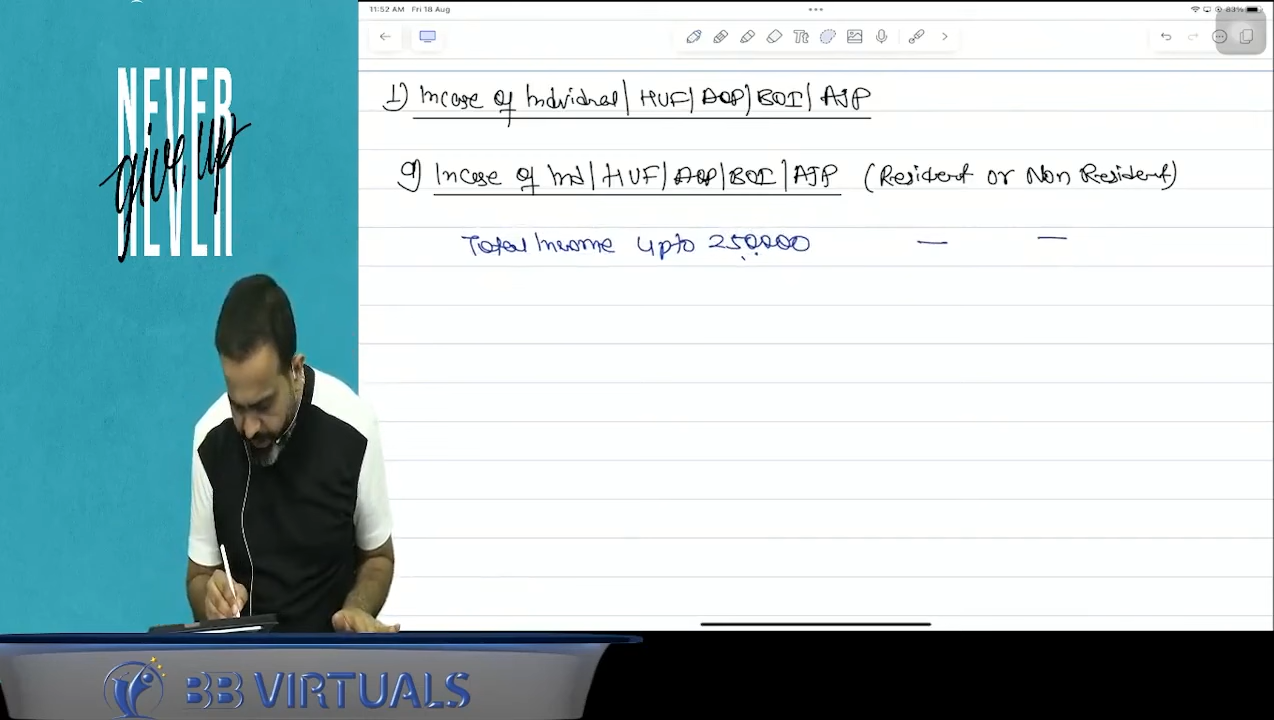 11:52 AM Fri 18 Aug
83%
NEVER
give up
NEVER
1) Incase of Individual | HUF | AOP | BOI | AJP
a) Incase of Ind | HUF | AOP | BOI | AJP (Resident or Non Resident)
Total Income upto 250000 — —
BB VIRTUALS